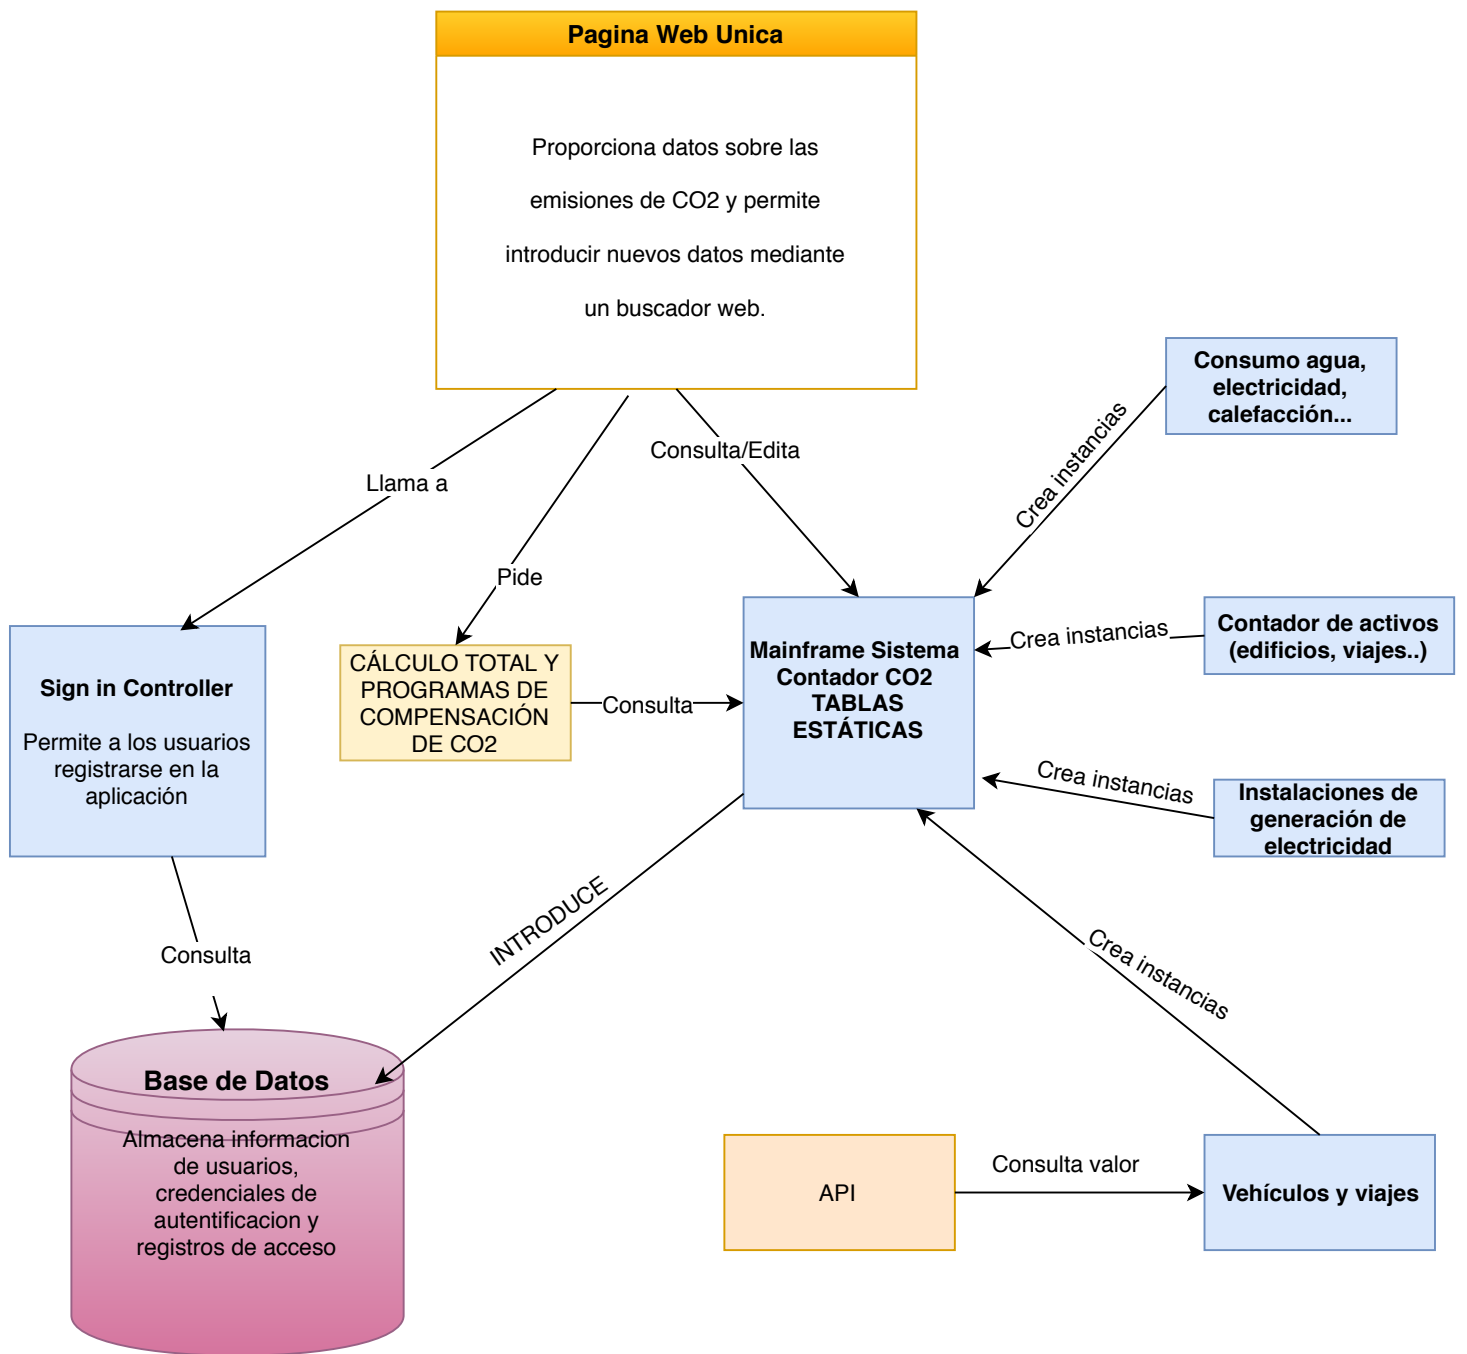 Pagina Web Unica
Proporciona datos sobre las
emisiones de CO2 y permite
introducir nuevos datos mediante
un buscador web.
Consumo agua,
electricidad,
calefacción...
Crea instancias
Consulta/Edita
Llama a
Pide
Contador de activos
(edificios, viajes..)
Crea instancias
Mainframe Sistema
Contador CO2
TABLAS
ESTÁTICAS
CÁLCULO TOTAL Y
PROGRAMAS DE
COMPENSACIÓN
DE CO2
Consulta
Sign in Controller
Permite a los usuarios
registrarse en la
aplicación
Crea instancias
Instalaciones de
generación de
electricidad
INTRODUCE
Consulta
Crea instancias
Base de Datos
Almacena informacion
de usuarios,
credenciales de
autentificacion y
registros de acceso
API
Consulta valor
Vehículos y viajes